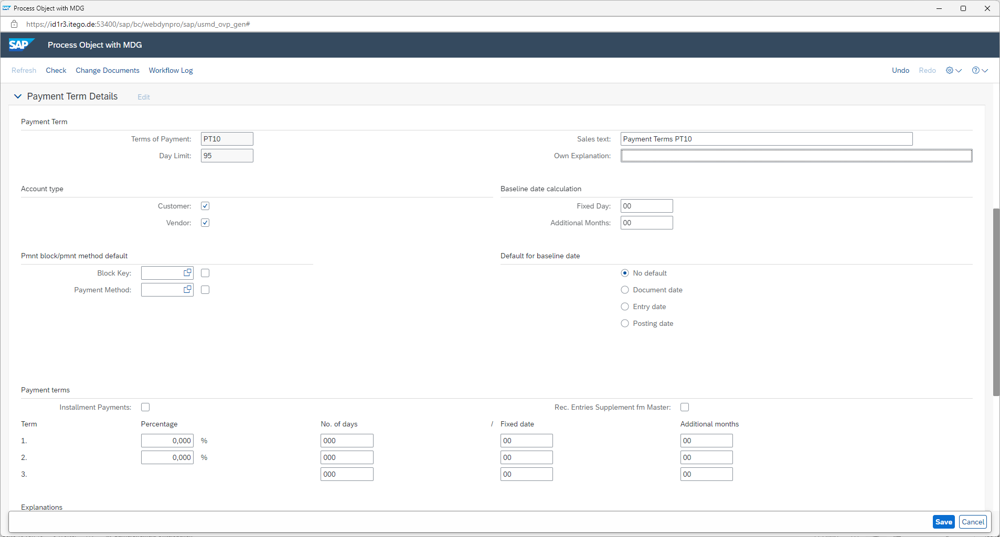 Process Object with MDG
https://id1r3.itego.de:53400/sap/bc/webdynpro/sap/usmd_ovp_gen#
SAP Process Object with MDG
Refresh Check Change Documents Workflow Log Undo Redo
Payment Term Details Edit
Payment Term
Terms of Payment: PT10 Sales text: Payment Terms PT10
Day Limit: 95 Own Explanation:
Account type Baseline date calculation
Customer: Fixed Day: 00
Vendor: Additional Months: 00
Pmnt block/pmnt method default Default for baseline date
Block Key: No default
Payment Method: Document date
Entry date
Posting date
Payment terms
Installment Payments: Rec. Entries Supplement fm Master:
Term Percentage No. of days / Fixed date Additional months
1. 0,000 % 000 00 00
2. 0,000 % 000 00 00
3. 000 00 00
Explanations
Save Cancel